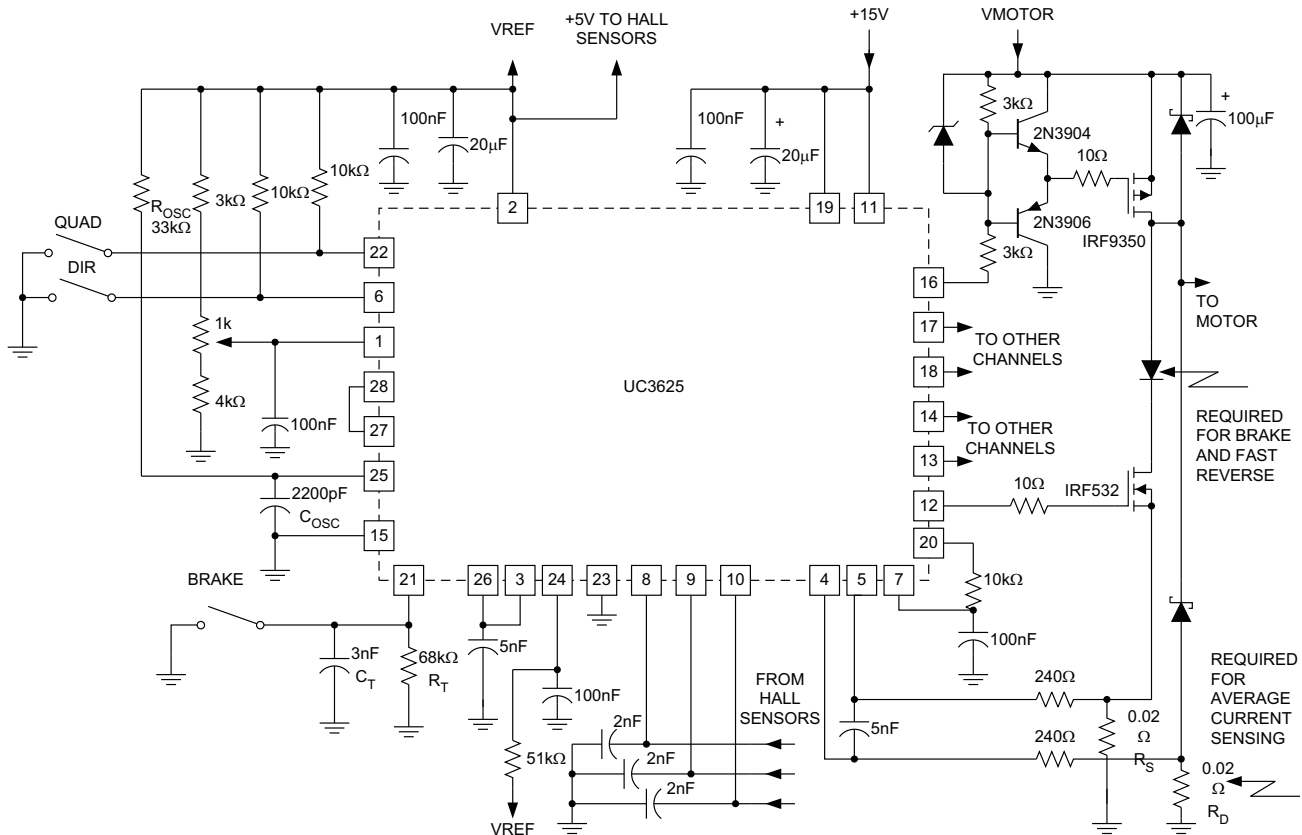 VREF
+5V TO HALL
SENSORS
+15V
VMOTOR
100nF
20μF
100nF
+
20μF
3kΩ
2N3904
10Ω
+
100μF
2N3906
3kΩ
IRF9350
ROSC
33kΩ
3kΩ
10kΩ
10kΩ
QUAD
DIR
2
19
11
22
6
1
28
27
25
15
1k
4kΩ
100nF
2200pF
COSC
UC3625
16
17
18
14
13
12
20
TO OTHER
CHANNELS
TO OTHER
CHANNELS
TO
MOTOR
REQUIRED
FOR BRAKE
AND FAST
REVERSE
10Ω
IRF532
BRAKE
21
26
3
24
23
8
9
10
4
5
7
10kΩ
100nF
3nF
CT
68kΩ
RT
5nF
100nF
51kΩ
VREF
2nF
2nF
2nF
FROM
HALL
SENSORS
5nF
240Ω
240Ω
0.02
Ω
RS
0.02
Ω
RD
REQUIRED
FOR
AVERAGE
CURRENT
SENSING